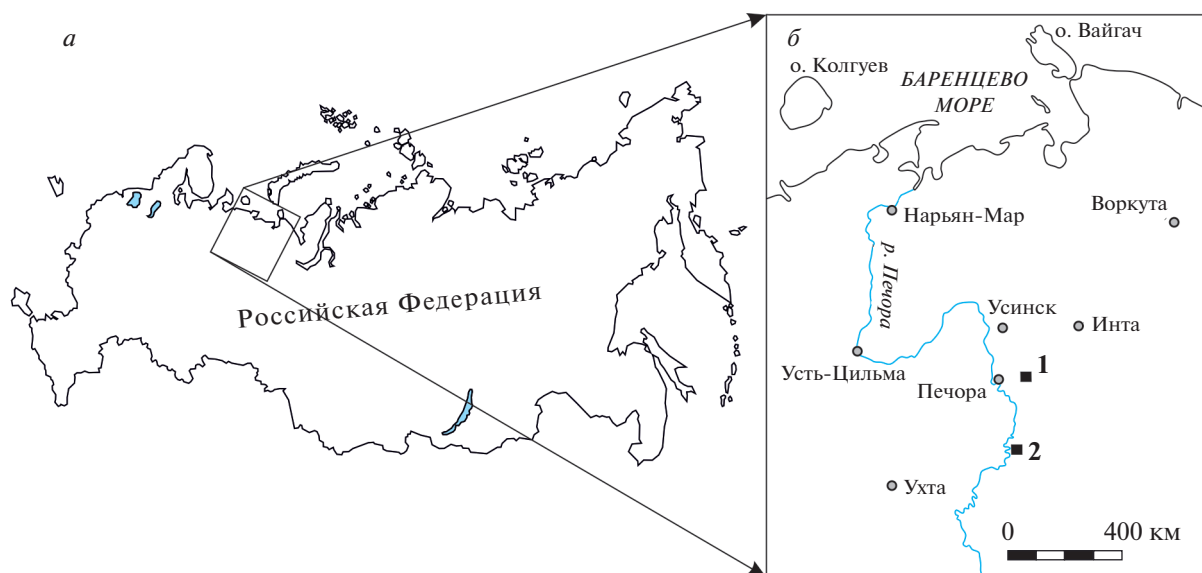 а
Российская Федерация
б
о. Вайгач
о. Колгуев
БАРЕНЦЕВО
МОРЕ
Нарьян-Мар
Воркута
р. Печора
Усинск
Инта
Усть-Цильма
Печора
1
2
Ухта
0 400 км